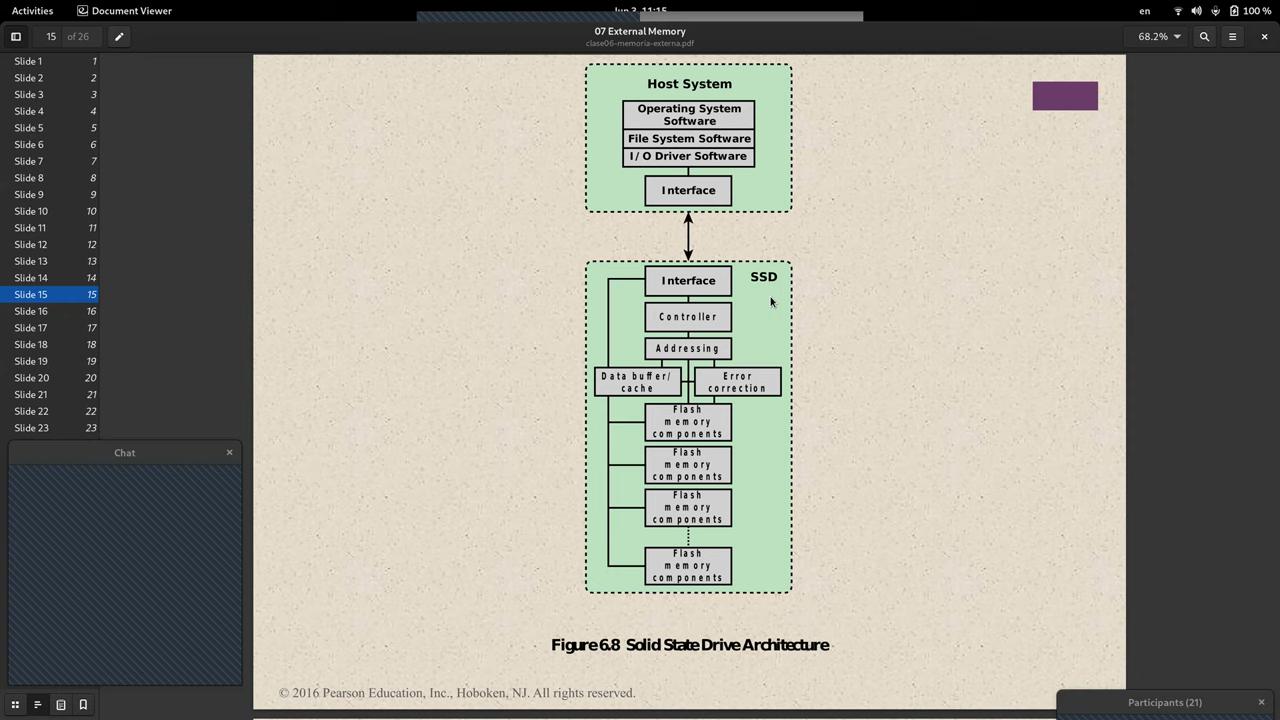 Activities
Document Viewer
Jun 3, 11:15
en
100 %
15
of 26
07 External Memory
clase06-memoria-externa.pdf
68.2%
Slide 1 1
Slide 2 2
Slide 3 3
Slide 4 4
Slide 5 5
Slide 6 6
Slide 7 7
Slide 8 8
Slide 9 9
Slide 10 10
Slide 11 11
Slide 12 12
Slide 13 13
Slide 14 14
Slide 15 15
Slide 16 16
Slide 17 17
Slide 18 18
Slide 19 19
Slide 20 20
Slide 21 21
Slide 22 22
Slide 23 23
Chat
Host System
Operating System
Software
File System Software
I/O Driver Software
Interface
SSD
Interface
Controller
Addressing
Data buffer/
cache
Error
correction
Flash
memory
components
Flash
memory
components
Flash
memory
components
Flash
memory
components
Figure 6.8 Solid State Drive Architecture
© 2016 Pearson Education, Inc., Hoboken, NJ. All rights reserved.
Participants (21)